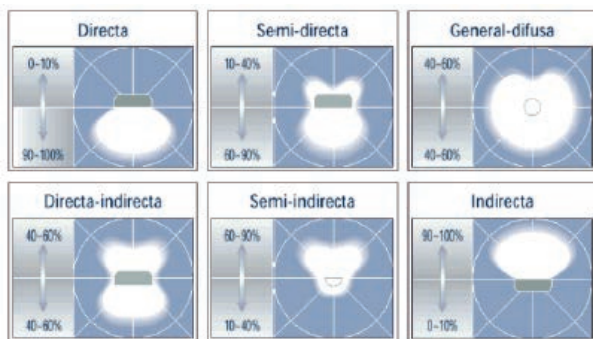 Directa
0-10%
90-100%
Semi-directa
10-40%
60-90%
General-difusa
40-60%
40-60%
Directa-indirecta
40-60%
40-60%
Semi-indirecta
60-90%
10-40%
Indirecta
90-100%
0-10%